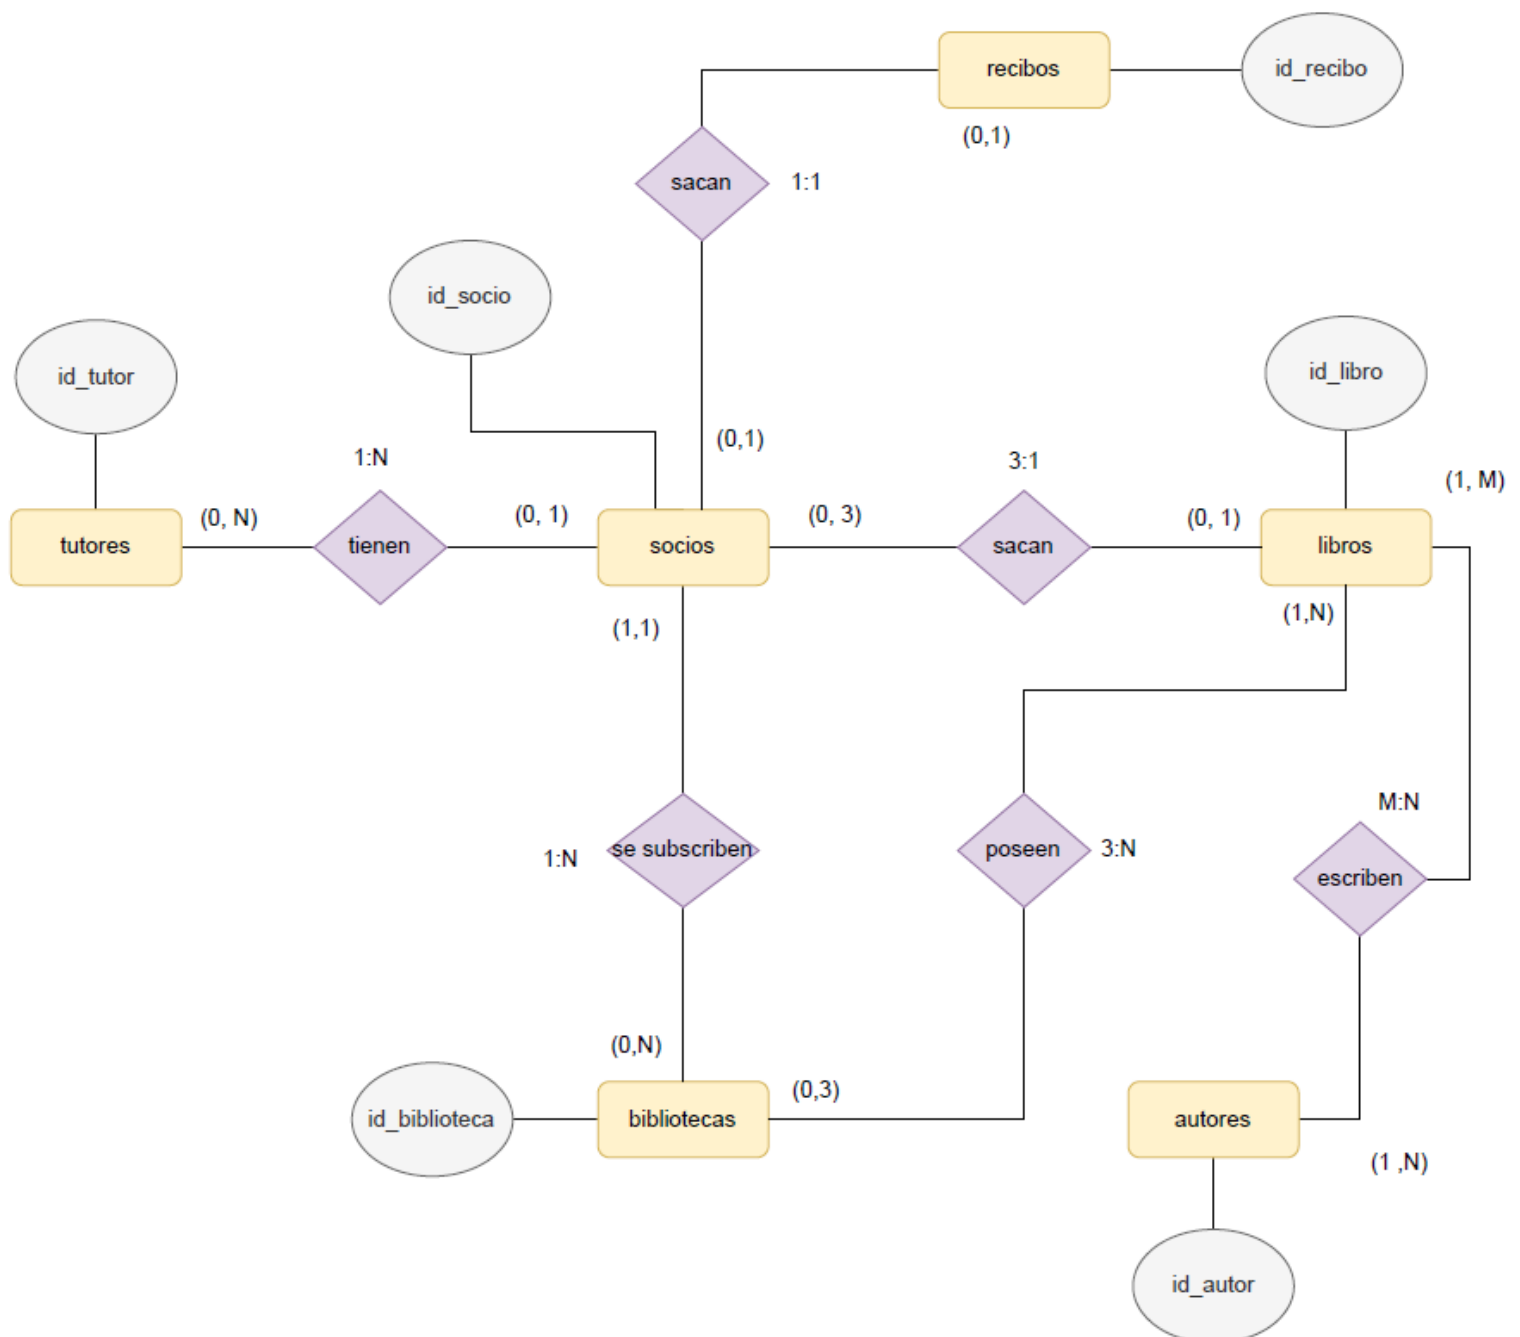 recibos
id_recibo
(0,1)
sacan
1:1
id_socio
id_tutor
id_libro
(0,1)
1:N
3:1
(1, M)
(0, N)
(0, 1)
(0, 3)
(0, 1)
tutores
tienen
socios
sacan
libros
(1,1)
(1,N)
M:N
1:N
se subscriben
poseen
3:N
escriben
(0,N)
(0,3)
id_biblioteca
bibliotecas
autores
(1 ,N)
id_autor